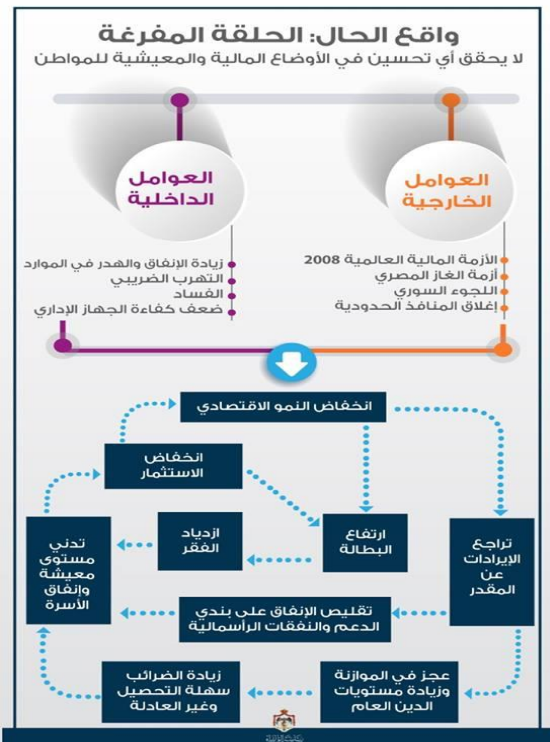 واقع الحال: الحلقة المفرغة
لا يحقق أي تحسين في الأوضاع المالية والمعيشية للمواطن
العوامل
الخارجية
العوامل
الداخلية
الأزمة المالية العالمية 2008
أزمة الغاز المصري
اللجوء السوري
إغلاق المنافذ الحدودية
زيادة الإنفاق والهدر في الموارد
التهرب الضريبي
الفساد
ضعف كفاءة الجهاز الإداري
انخفاض النمو الاقتصادي
انخفاض
الاستثمار
تراجع
الإيرادات
عن
المقدر
ارتفاع
البطالة
ازدياد
الفقر
تدني
مستوى
معيشة
وإنفاق
الأسرة
تقليص الإنفاق على بندي
الدعم والنفقات الرأسمالية
عجز في الموازنة
وزيادة مستويات
الدين العام
زيادة الضرائب
سهلة التحصيل
وغير العادلة